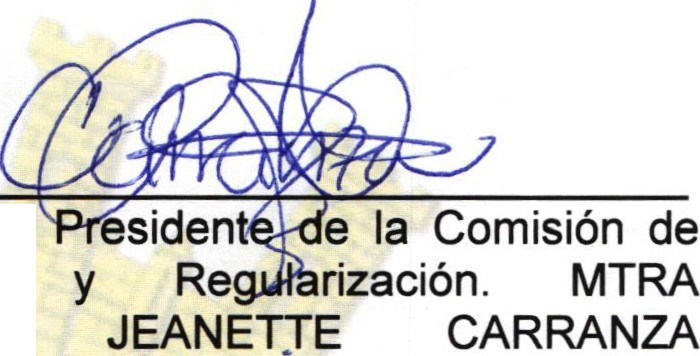 Presidente de la Comisión de
y Regularización. MTRA
JEANETTE CARRANZA